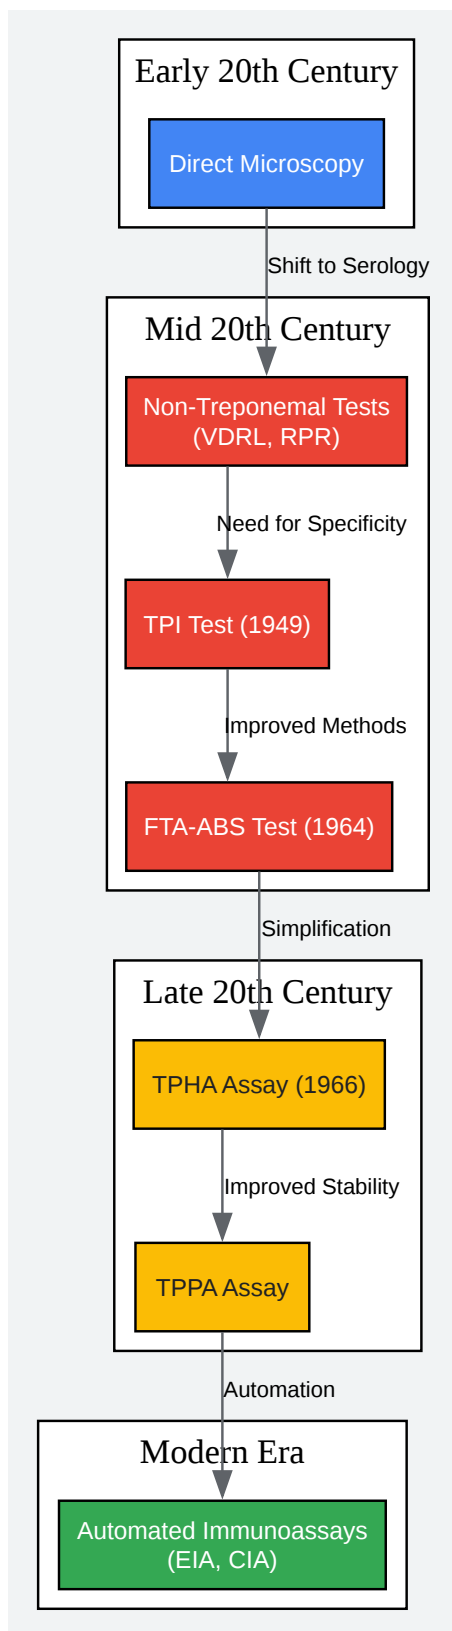 Early 20th Century
Direct Microscopy
Shift to Serology
Mid 20th Century
Non-Treponemal Tests
(VDRL, RPR)
Need for Specificity
TPI Test (1949)
Improved Methods
FTA-ABS Test (1964)
Simplification
Late 20th Century
TPHA Assay (1966)
Improved Stability
TPPA Assay
Automation
Modern Era
Automated Immunoassays
(EIA, CIA)